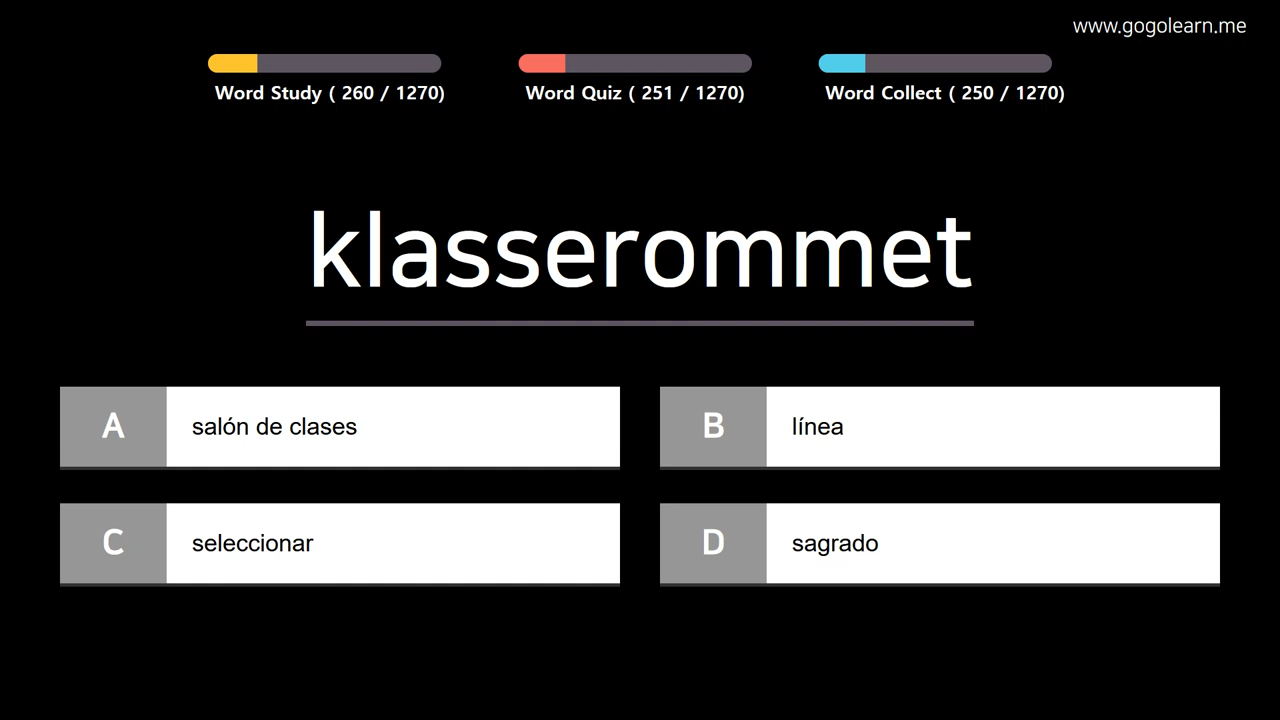 www.gogolearn.me
Word Study ( 260 / 1270)
Word Quiz ( 251 / 1270)
Word Collect ( 250 / 1270)
klasserommet
A
salón de clases
B
línea
C
seleccionar
D
sagrado